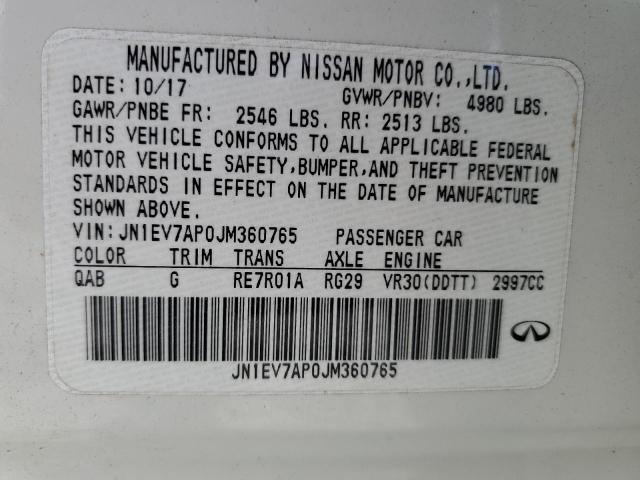 MANUFACTURED BY NISSAN MOTOR CO.,LTD.
DATE: 10/17 GVWR/PNBV: 4980 LBS.
GAWR/PNBE FR: 2546 LBS. RR: 2513 LBS.
THIS VEHICLE CONFORMS TO ALL APPLICABLE FEDERAL
MOTOR VEHICLE SAFETY,BUMPER,AND THEFT PREVENTION
STANDARDS IN EFFECT ON THE DATE OF MANUFACTURE
SHOWN ABOVE.
VIN:JN1EV7AP0JM360765 PASSENGER CAR
COLOR TRIM TRANS AXLE ENGINE
QAB G RE7R01A RG29 VR30(DDTT) 2997CC
JN1EV7AP0JM360765